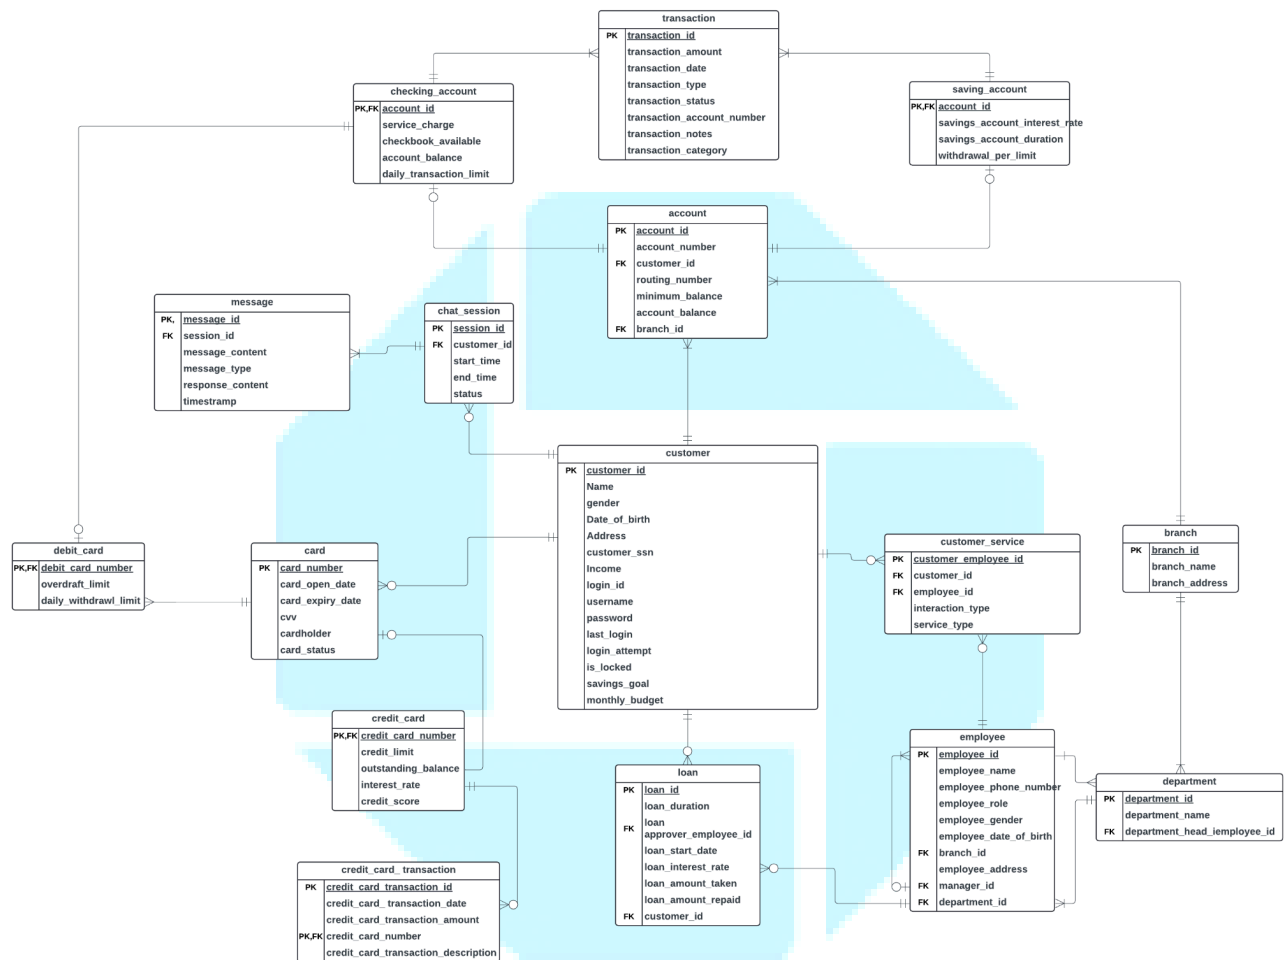 transaction
PK transaction_id
transaction_amount
transaction_date
transaction_type
transaction_status
transaction_account_number
transaction_notes
transaction_category
checking_account
PK,FK account_id
service_charge
checkbook_available
account_balance
daily_transaction_limit
saving_account
PK,FK account_id
savings_account_interest_rate
savings_account_duration
withdrawal_per_limit
account
PK account_id
account_number
FK customer_id
routing_number
minimum_balance
account_balance
FK branch_id
message
PK, message_id
FK session_id
message_content
message_type
response_content
timestramp
chat_session
PK session_id
FK customer_id
start_time
end_time
status
customer
PK customer_id
Name
gender
Date_of_birth
Address
customer_ssn
Income
login_id
username
password
last_login
login_attempt
is_locked
savings_goal
monthly_budget
debit_card
PK,FK debit_card_number
overdraft_limit
daily_withdrawl_limit
card
PK card_number
card_open_date
card_expiry_date
cvv
cardholder
card_status
customer_service
PK customer_employee_id
FK customer_id
FK employee_id
interaction_type
service_type
branch
PK branch_id
branch_name
branch_address
credit_card
PK,FK credit_card_number
credit_limit
outstanding_balance
interest_rate
credit_score
loan
PK loan_id
loan_duration
FK loan
approver_employee_id
loan_start_date
loan_interest_rate
loan_amount_taken
loan_amount_repaid
FK customer_id
employee
PK employee_id
employee_name
employee_phone_number
employee_role
employee_gender
employee_date_of_birth
FK branch_id
employee_address
FK manager_id
FK department_id
department
PK department_id
department_name
FK department_head_iemployee_id
credit_card_ transaction
PK credit_card_transaction_id
credit_card_ transaction_date
credit_card_transaction_amount
PK,FK credit_card_number
credit_card_transaction_description